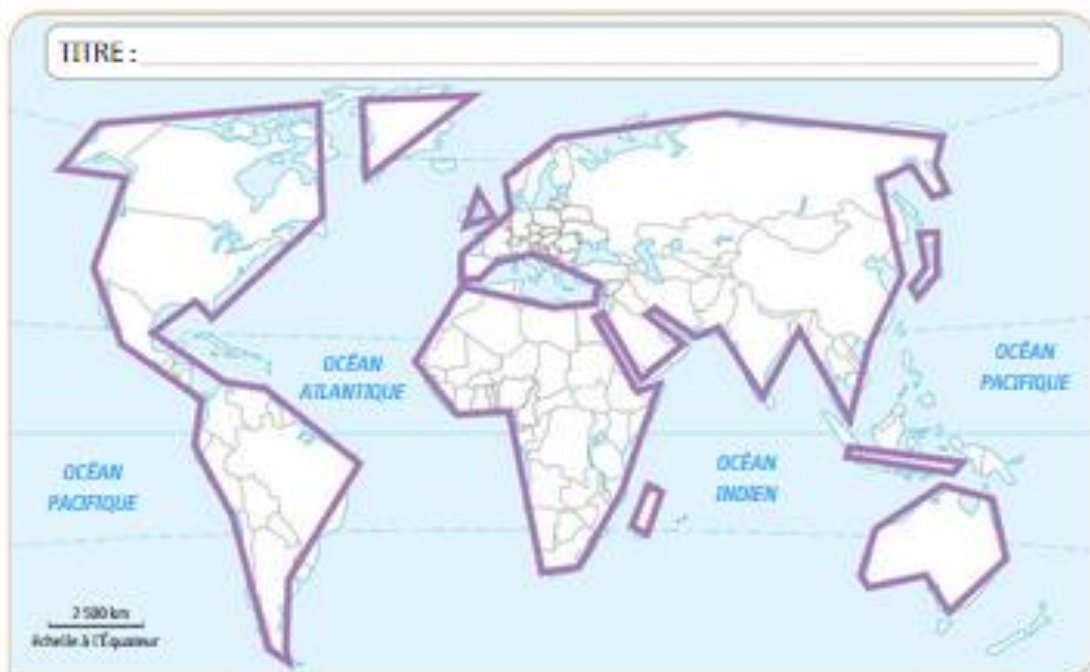 TITRE :
OCÉAN
ATLANTIQUE
OCÉAN
PACIFIQUE
OCÉAN
PACIFIQUE
OCÉAN
INDIEN
2 500 km
échelle à l'Équateur